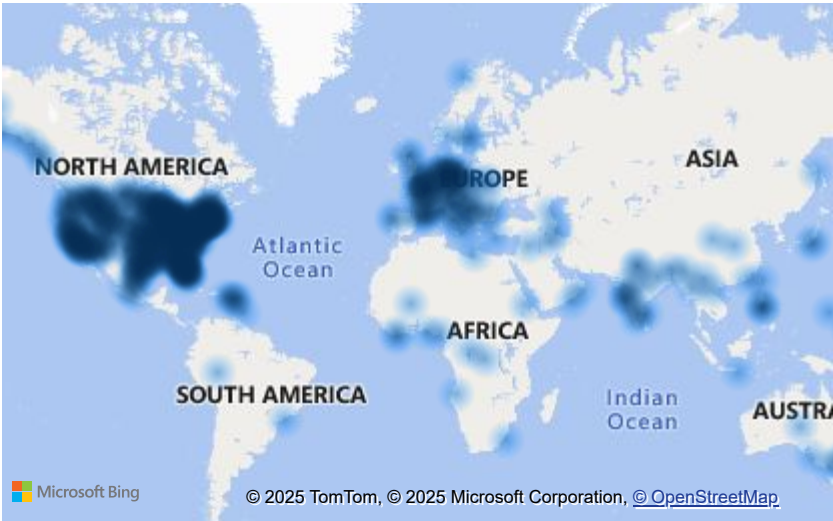 ASIA
NORTH AMERICA
EUROPE
Atlantic
Ocean
AFRICA
SOUTH AMERICA
Indian
Ocean
AUSTRA
Microsoft Bing
© 2025 TomTom, © 2025 Microsoft Corporation, © OpenStreetMap